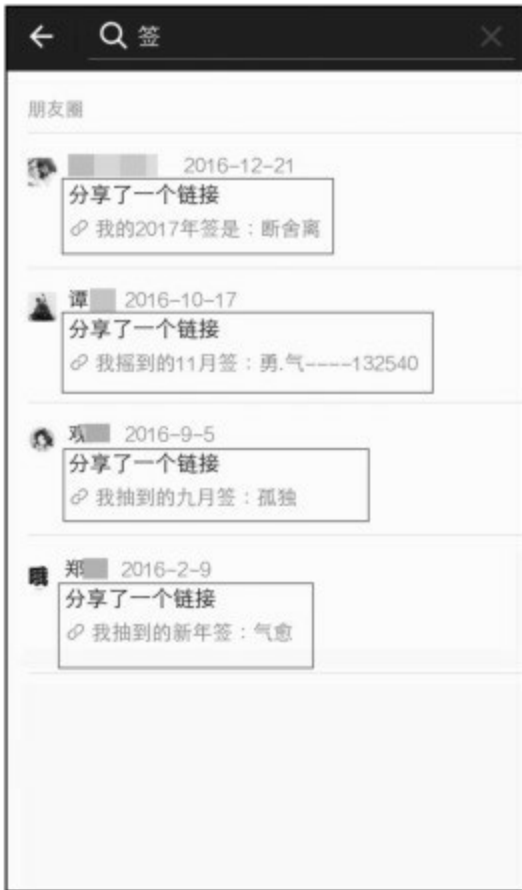 签
朋友圈
2016-12-21
分享了一个链接
我的2017年签是：断舍离
谭 2016-10-17
分享了一个链接
我摇到的11月签：勇.气----132540
2016-9-5
分享了一个链接
我抽到的九月签：孤独
郑 2016-2-9
分享了一个链接
我抽到的新年签：气愈